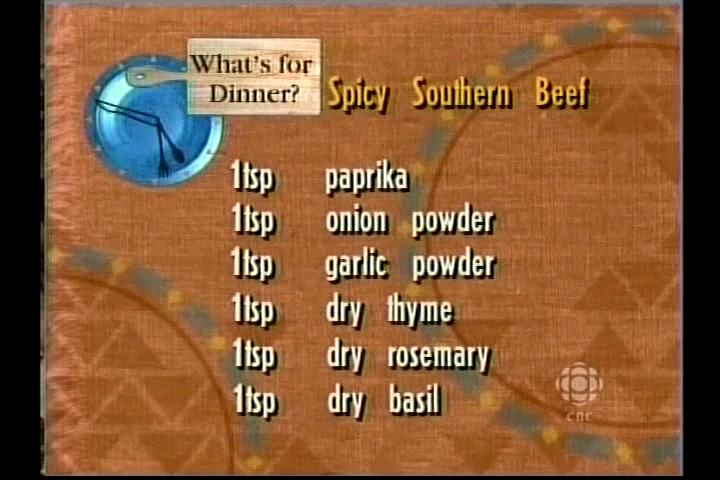 What's for
Dinner?
Spicy Southern Beef
1tsp paprika
1tsp onion powder
1tsp garlic powder
1tsp dry thyme
1tsp dry rosemary
1tsp dry basil
CBC